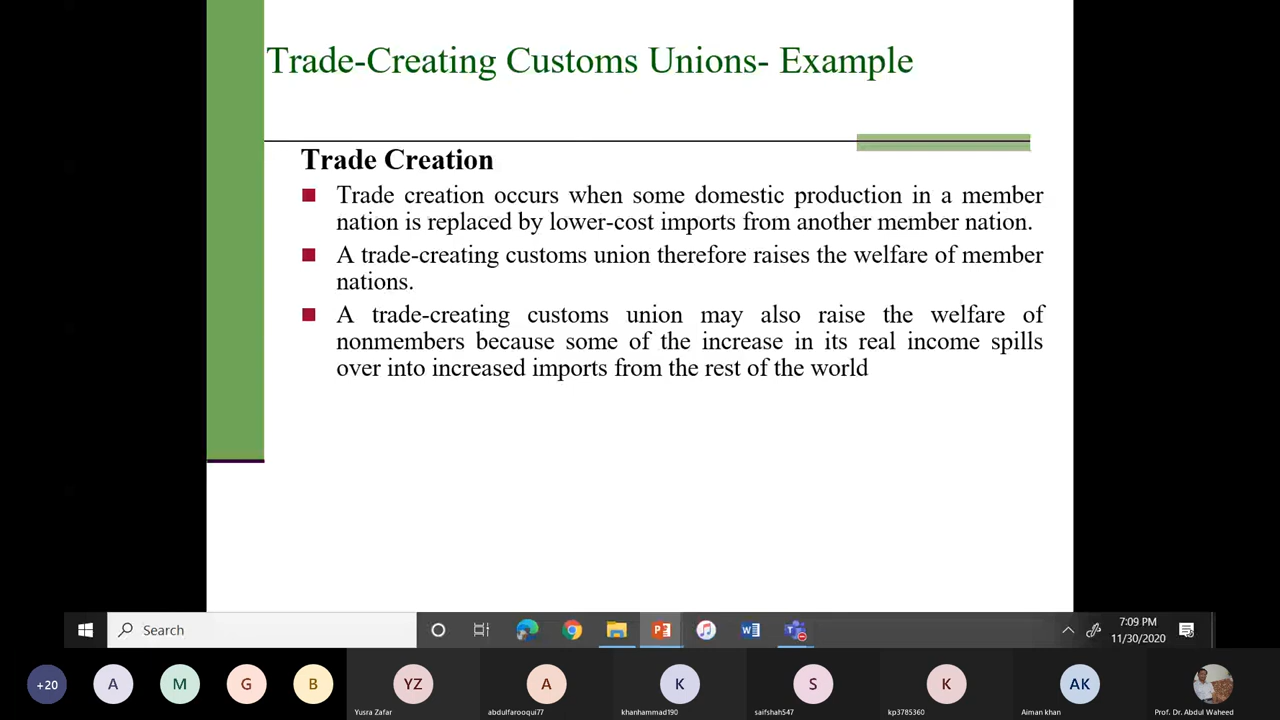 Trade-Creating Customs Unions- Example
Trade Creation
Trade creation occurs when some domestic production in a member
nation is replaced by lower-cost imports from another member nation.
A trade-creating customs union therefore raises the welfare of member
nations.
A trade-creating customs union may also raise the welfare of
nonmembers because some of the increase in its real income spills
over into increased imports from the rest of the world
Search
7:09 PM
11/30/2020
+20
A
M
G
B
YZ
A
K
S
K
AK
Yusra Zafar
abdulfarooqui77
khanhammad190
saifshah547
kp3785360
Aiman khan
Prof. Dr. Abdul Waheed